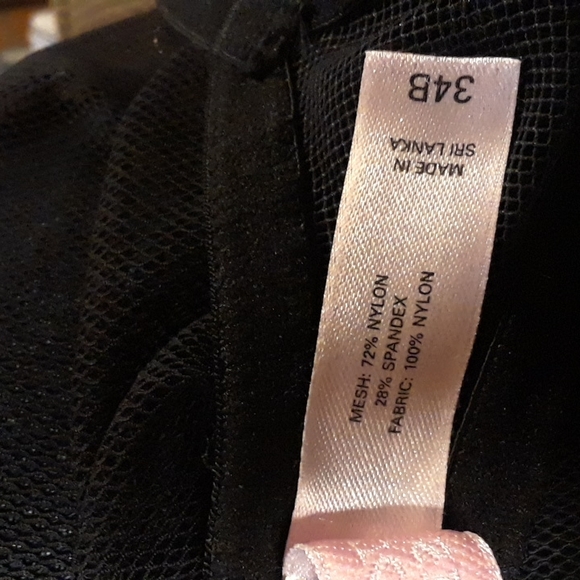 34B
MADE IN
SRI LANKA
MESH: 72% NYLON
28% SPANDEX
FABRIC: 100% NYLON